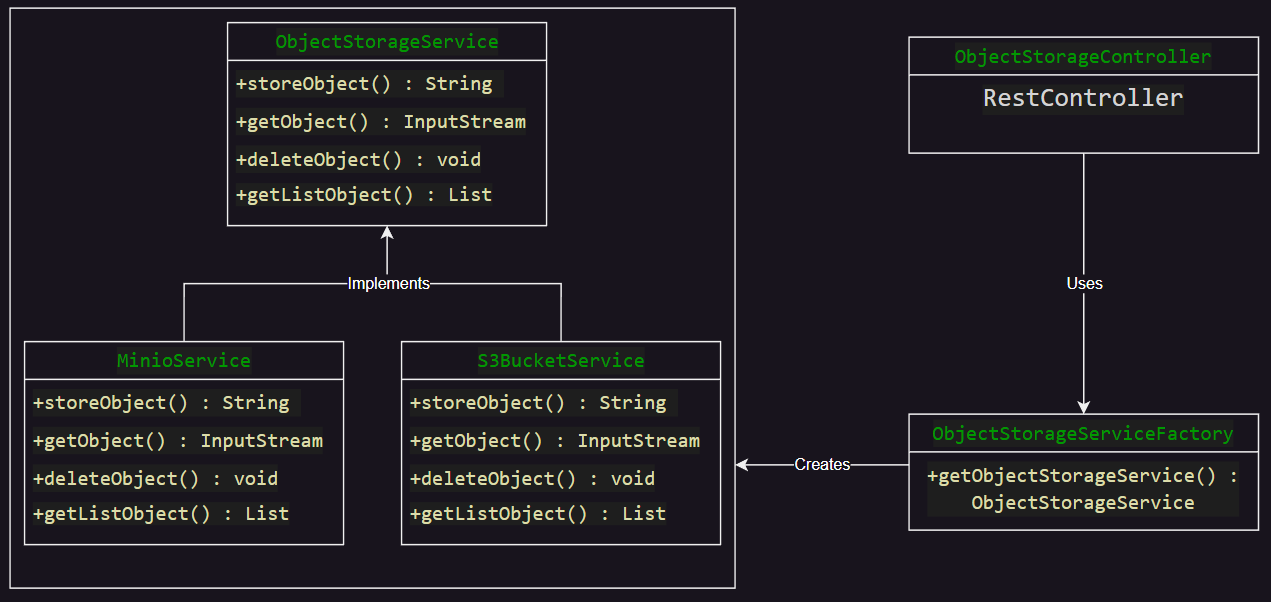 ObjectStorageService
+storeObject() : String
+getObject() : InputStream
+deleteObject() : void
+getListObject() : List
Implements
MinioService
+storeObject() : String
+getObject() : InputStream
+deleteObject() : void
+getListObject() : List
S3BucketService
+storeObject() : String
+getObject() : InputStream
+deleteObject() : void
+getListObject() : List
ObjectStorageController
RestController
Uses
ObjectStorageServiceFactory
+getObjectStorageService() :
ObjectStorageService
Creates